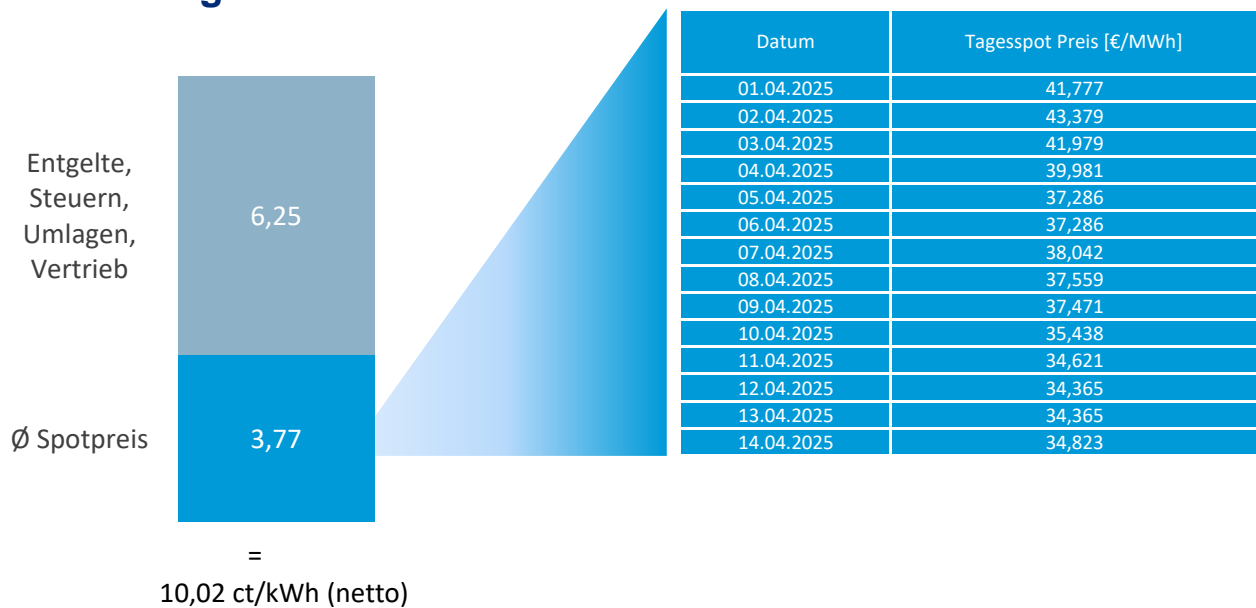 Entgelte,
Steuern,
Umlagen,
Vertrieb
6,25
Ø Spotpreis
3,77
=
10,02 ct/kWh (netto)
Datum Tagesspot Preis [€/MWh]
01.04.2025 41,777
02.04.2025 43,379
03.04.2025 41,979
04.04.2025 39,981
05.04.2025 37,286
06.04.2025 37,286
07.04.2025 38,042
08.04.2025 37,559
09.04.2025 37,471
10.04.2025 35,438
11.04.2025 34,621
12.04.2025 34,365
13.04.2025 34,365
14.04.2025 34,823